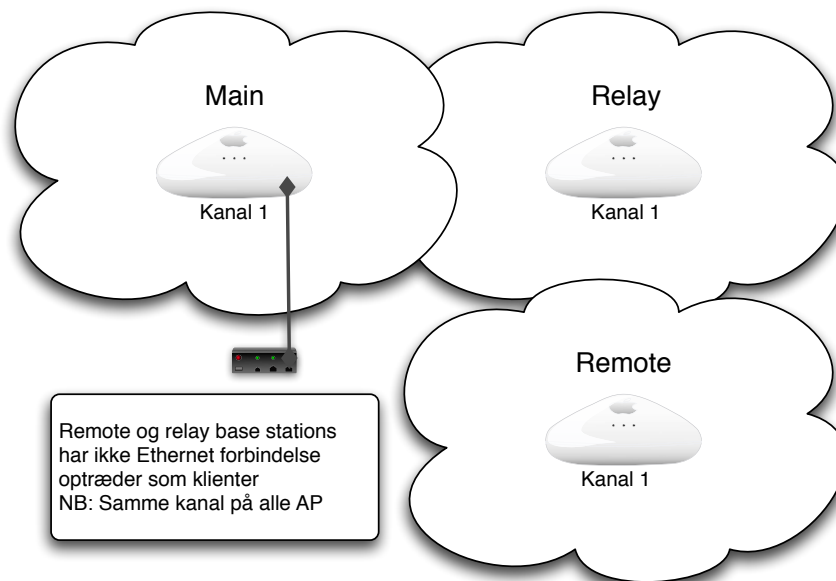 Main
Kanal 1
Relay
Kanal 1
Remote
Kanal 1
Remote og relay base stations
har ikke Ethernet forbindelse
optræder som klienter
NB: Samme kanal på alle AP